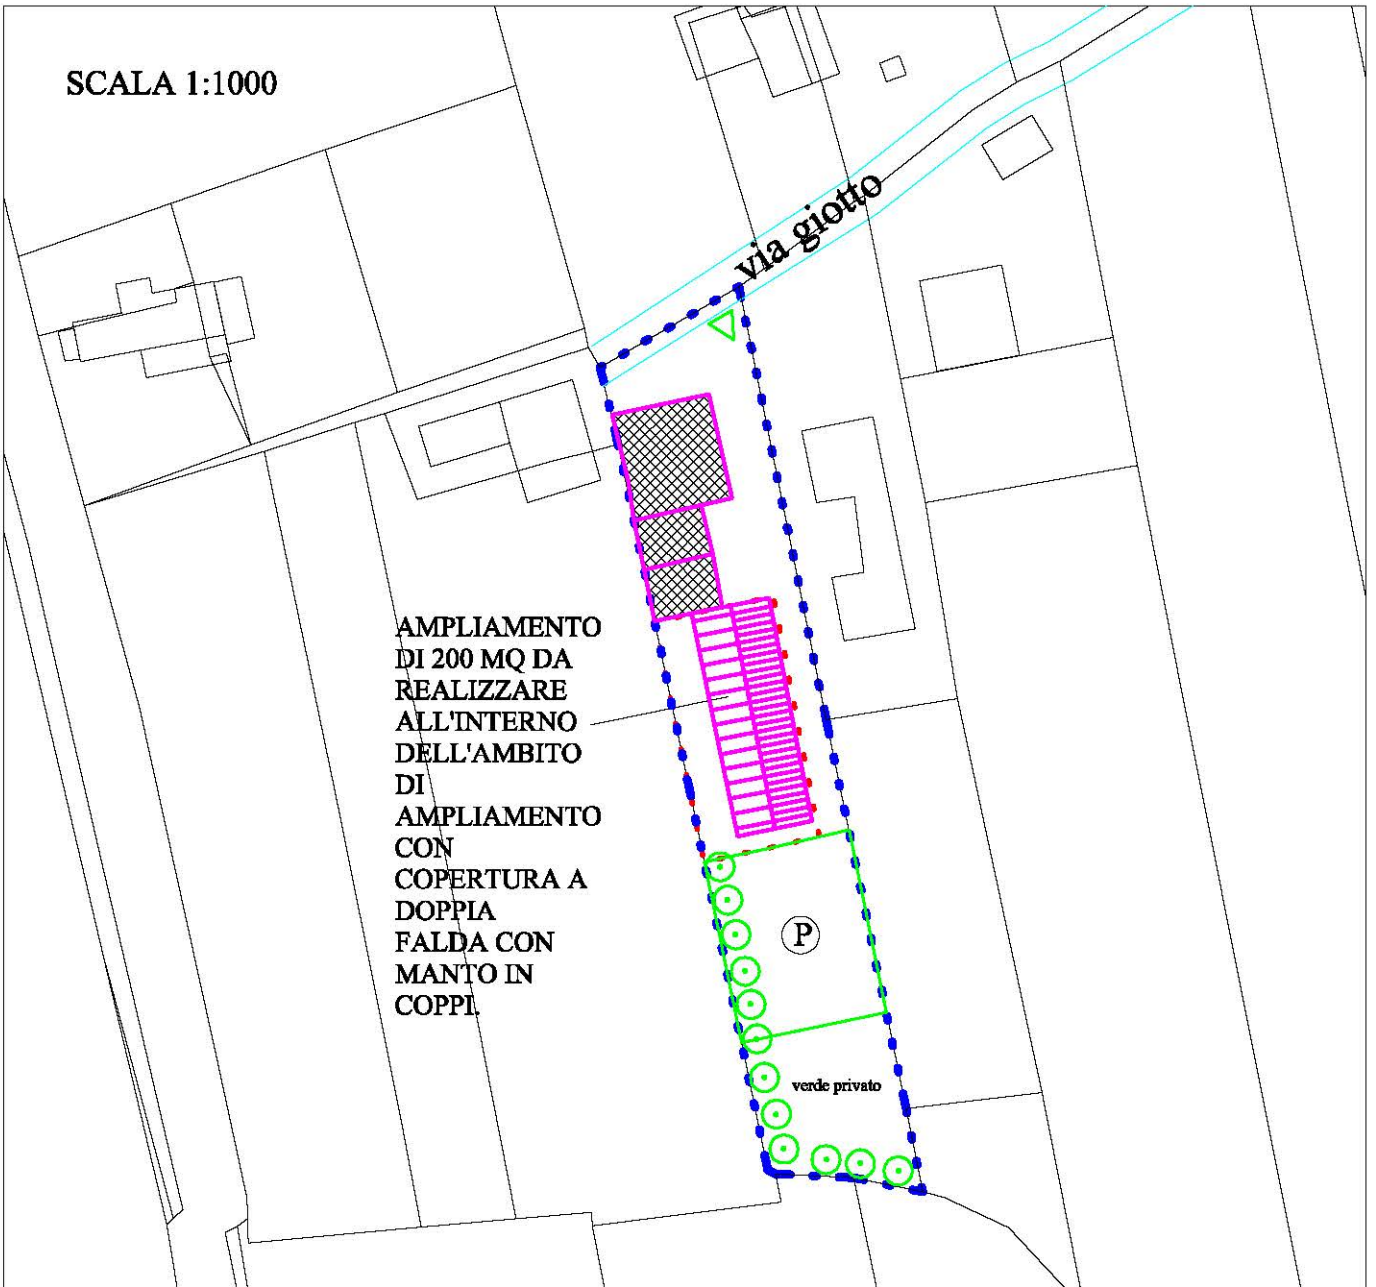 SCALA 1:1000
via giotto
AMPLIAMENTO
DI 200 MQ DA
REALIZZARE
ALL'INTERNO
DELL'AMBITO
DI
AMPLIAMENTO
CON
COPERTURA A
DOPPIA
FALDA CON
MANTO IN
COPPI.
P
verde privato